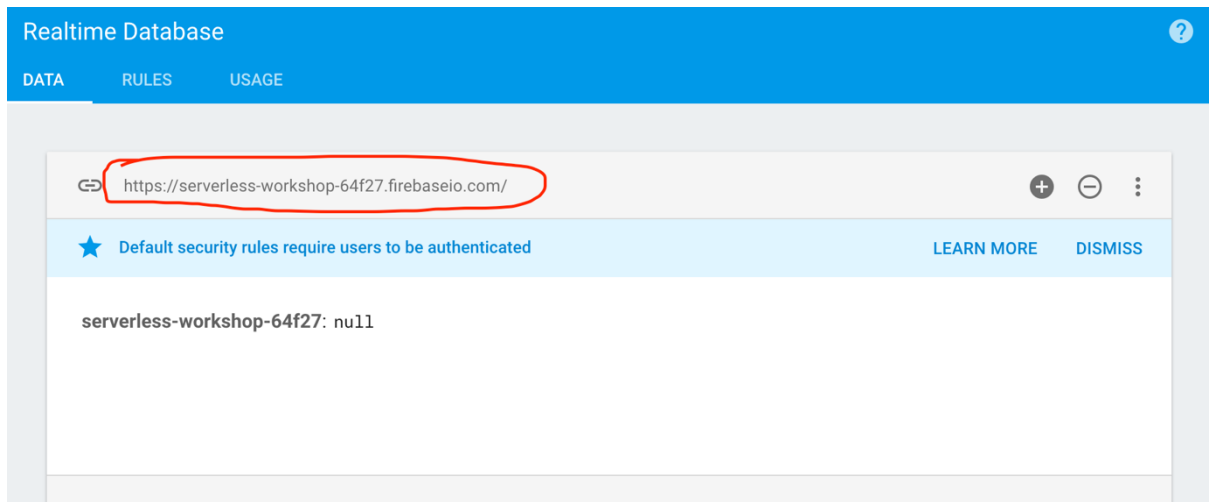 Realtime Database
DATA RULES USAGE
https://serverless-workshop-64f27.firebaseio.com/
Default security rules require users to be authenticated LEARN MORE DISMISS
serverless-workshop-64f27: null